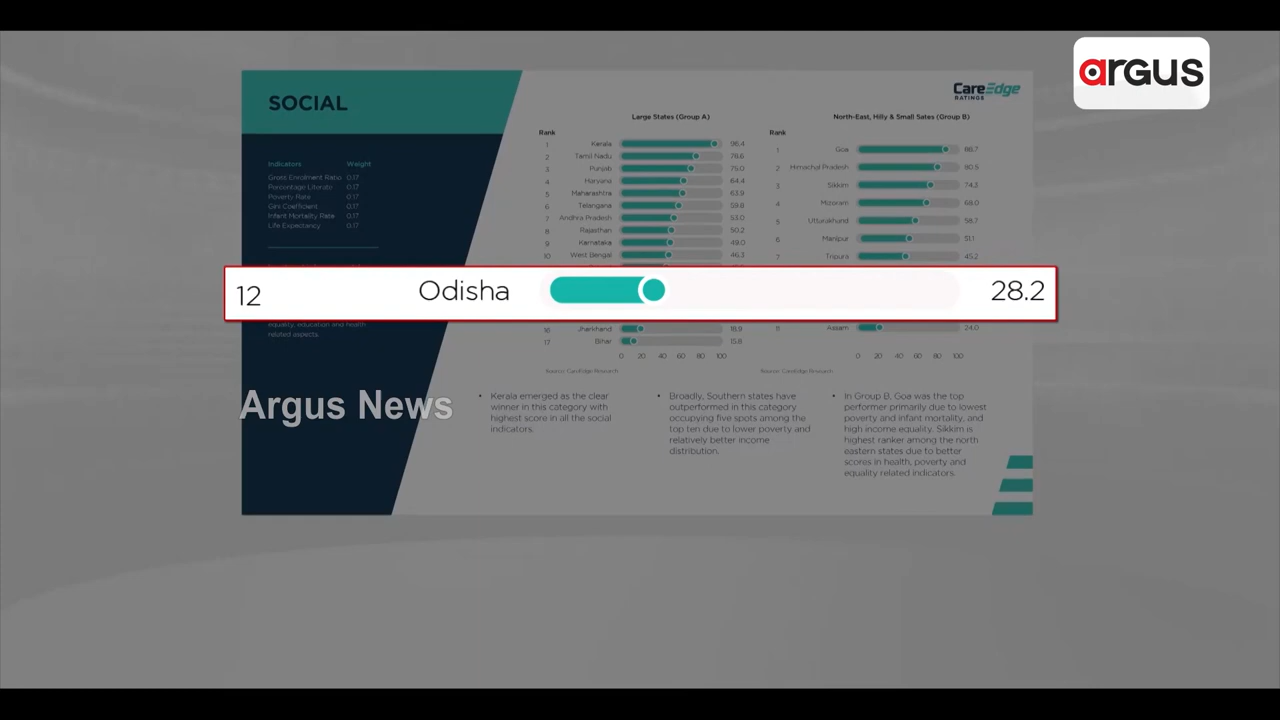 argus
SOCIAL
CareEdge
RATINGS
Indicators Weight
Gross Enrolment Ratio 0.17
Percentage Literate 0.17
Poverty Rate 0.17
Gini Coefficient 0.17
Infant Mortality Rate 0.17
Life Expectancy 0.17
equality, education and health
related aspects.
Large States (Group A)
Rank
1 Kerala 96.4
2 Tamil Nadu 78.6
3 Punjab 75.0
4 Haryana 64.4
5 Maharashtra 63.9
6 Telangana 59.8
7 Andhra Pradesh 53.0
8 Rajasthan 50.2
9 Karnataka 49.0
10 West Bengal 46.3
12 Odisha 28.2
16 Jharkhand 18.9
17 Bihar 15.8
0 20 40 60 80 100
Source: CareEdge Research
North-East, Hilly & Small Sates (Group B)
Rank
1 Goa 88.7
2 Himachal Pradesh 80.5
3 Sikkim 74.3
4 Mizoram 68.0
5 Uttarakhand 58.7
6 Manipur 51.1
7 Tripura 45.2
Assam 24.0
0 20 40 60 80 100
Source: CareEdge Research
Argus News
• Kerala emerged as the clear
winner in this category with
highest score in all the social
indicators.
• Broadly, Southern states have
outperformed in this category
occupying five spots among the
top ten due to lower poverty and
relatively better income
distribution.
• In Group B, Goa was the top
performer primarily due to lowest
poverty and infant mortality, and
high income equality. Sikkim is
highest ranker among the north
eastern states due to better
scores in health, poverty and
equality related indicators.